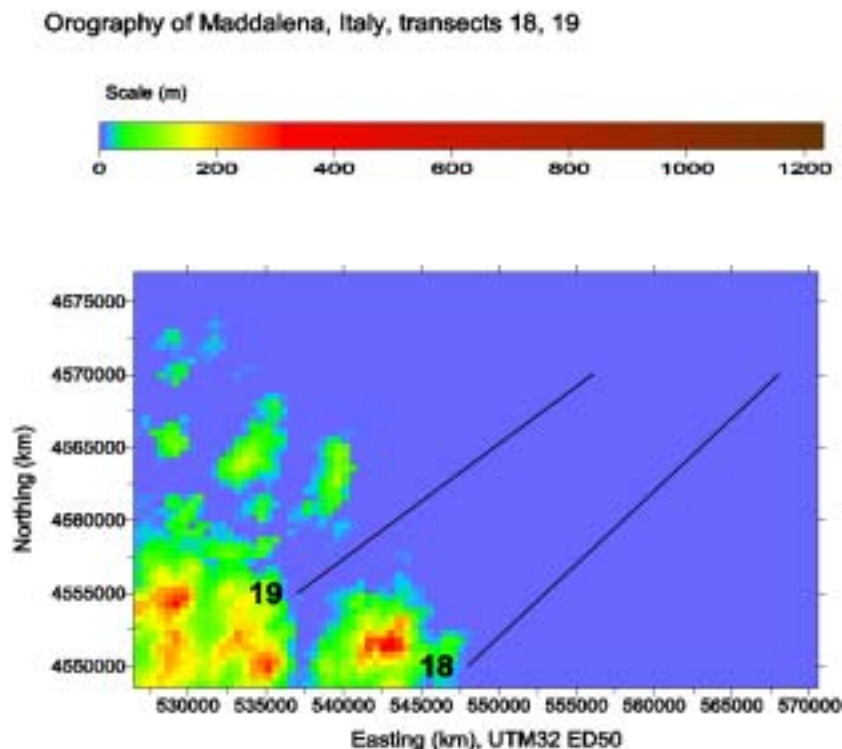 Orography of Maddalena, Italy, transects 18, 19
Scale (m)
0 200 400 600 800 1000 1200
4575000
4570000
4565000
4560000
4555000
4550000
Northing (km)
19
18
530000 535000 540000 545000 550000 555000 560000 565000 570000
Easting (km), UTM32 ED50